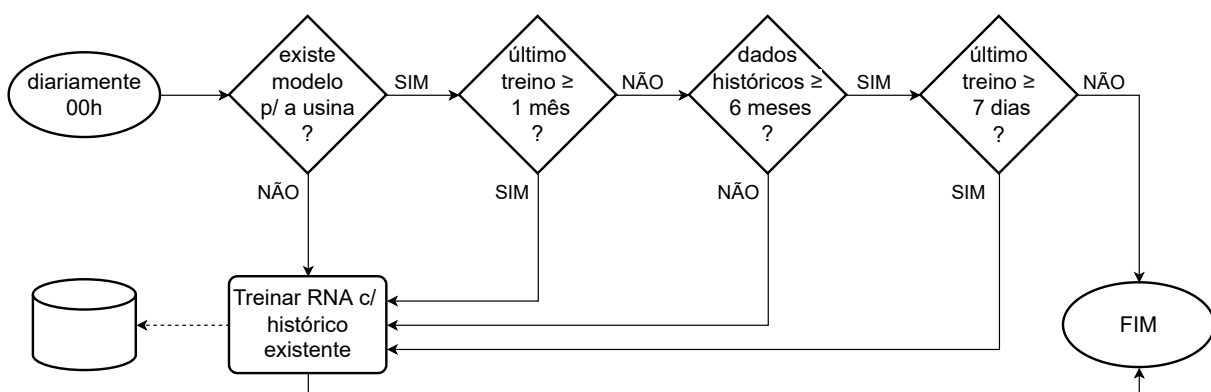 diariamente
00h
existe
modelo
p/ a usina
?
SIM
NÃO
último
treino ≥
1 mês
?
NÃO
SIM
dados
históricos ≥
6 meses
?
SIM
NÃO
último
treino ≥
7 dias
?
NÃO
SIM
Treinar RNA c/
histórico
existente
FIM